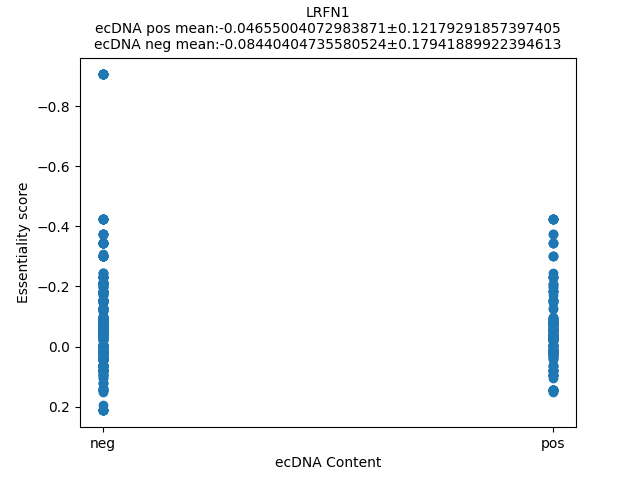 LRFN1
ecDNA pos mean:-0.04655004072983871±0.12179291857397405
ecDNA neg mean:-0.08440404735580524±0.17941889922394613
−0.8
−0.6
−0.4
−0.2
0.0
0.2
Essentiality score
neg
pos
ecDNA Content